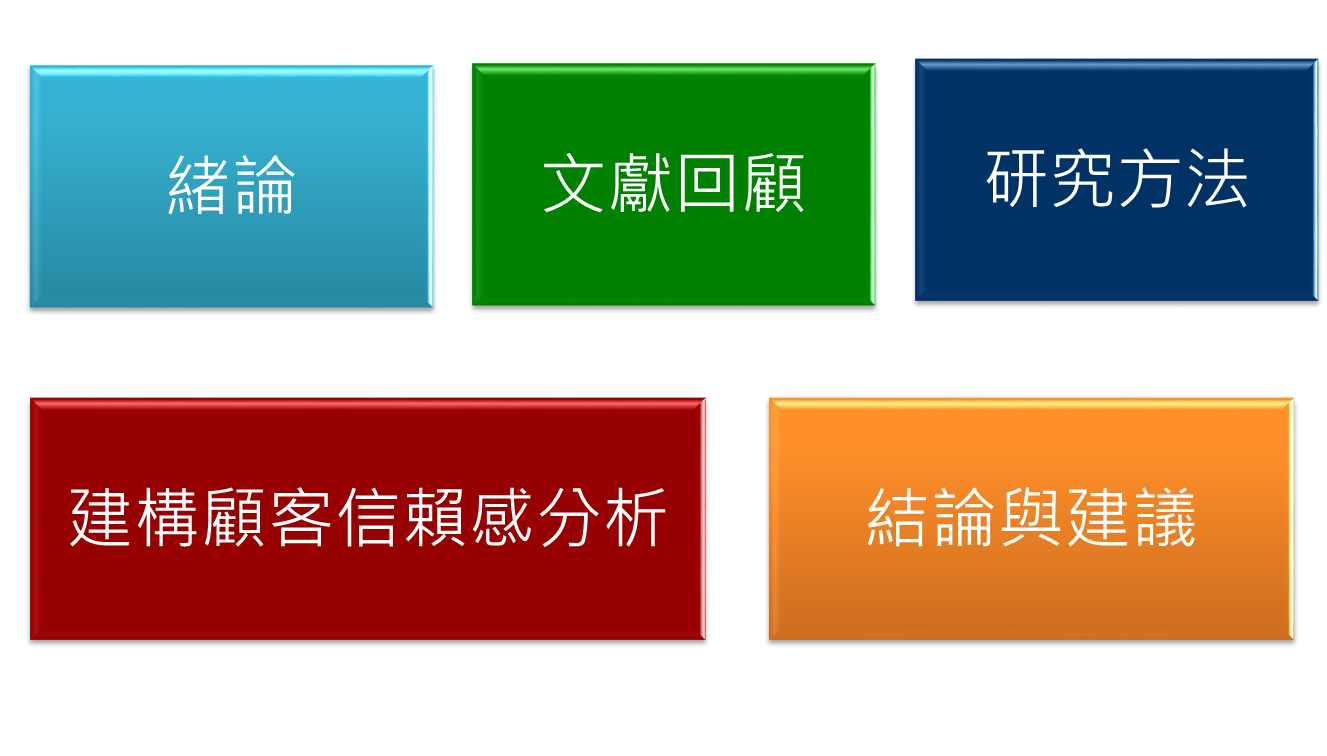 緒論
文獻回顧
研究方法
建構顧客信賴感分析
結論與建議